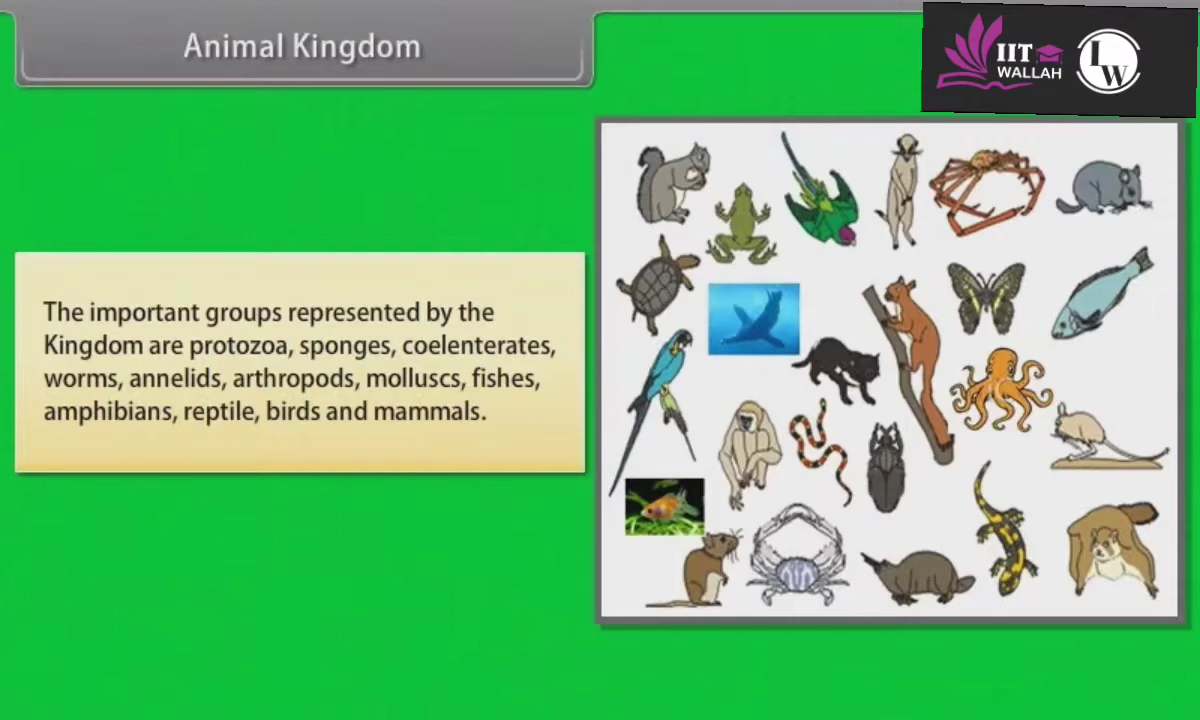 Animal Kingdom
IIT
WALLAH
LW
The important groups represented by the
Kingdom are protozoa, sponges, coelenterates,
worms, annelids, arthropods, molluscs, fishes,
amphibians, reptile, birds and mammals.